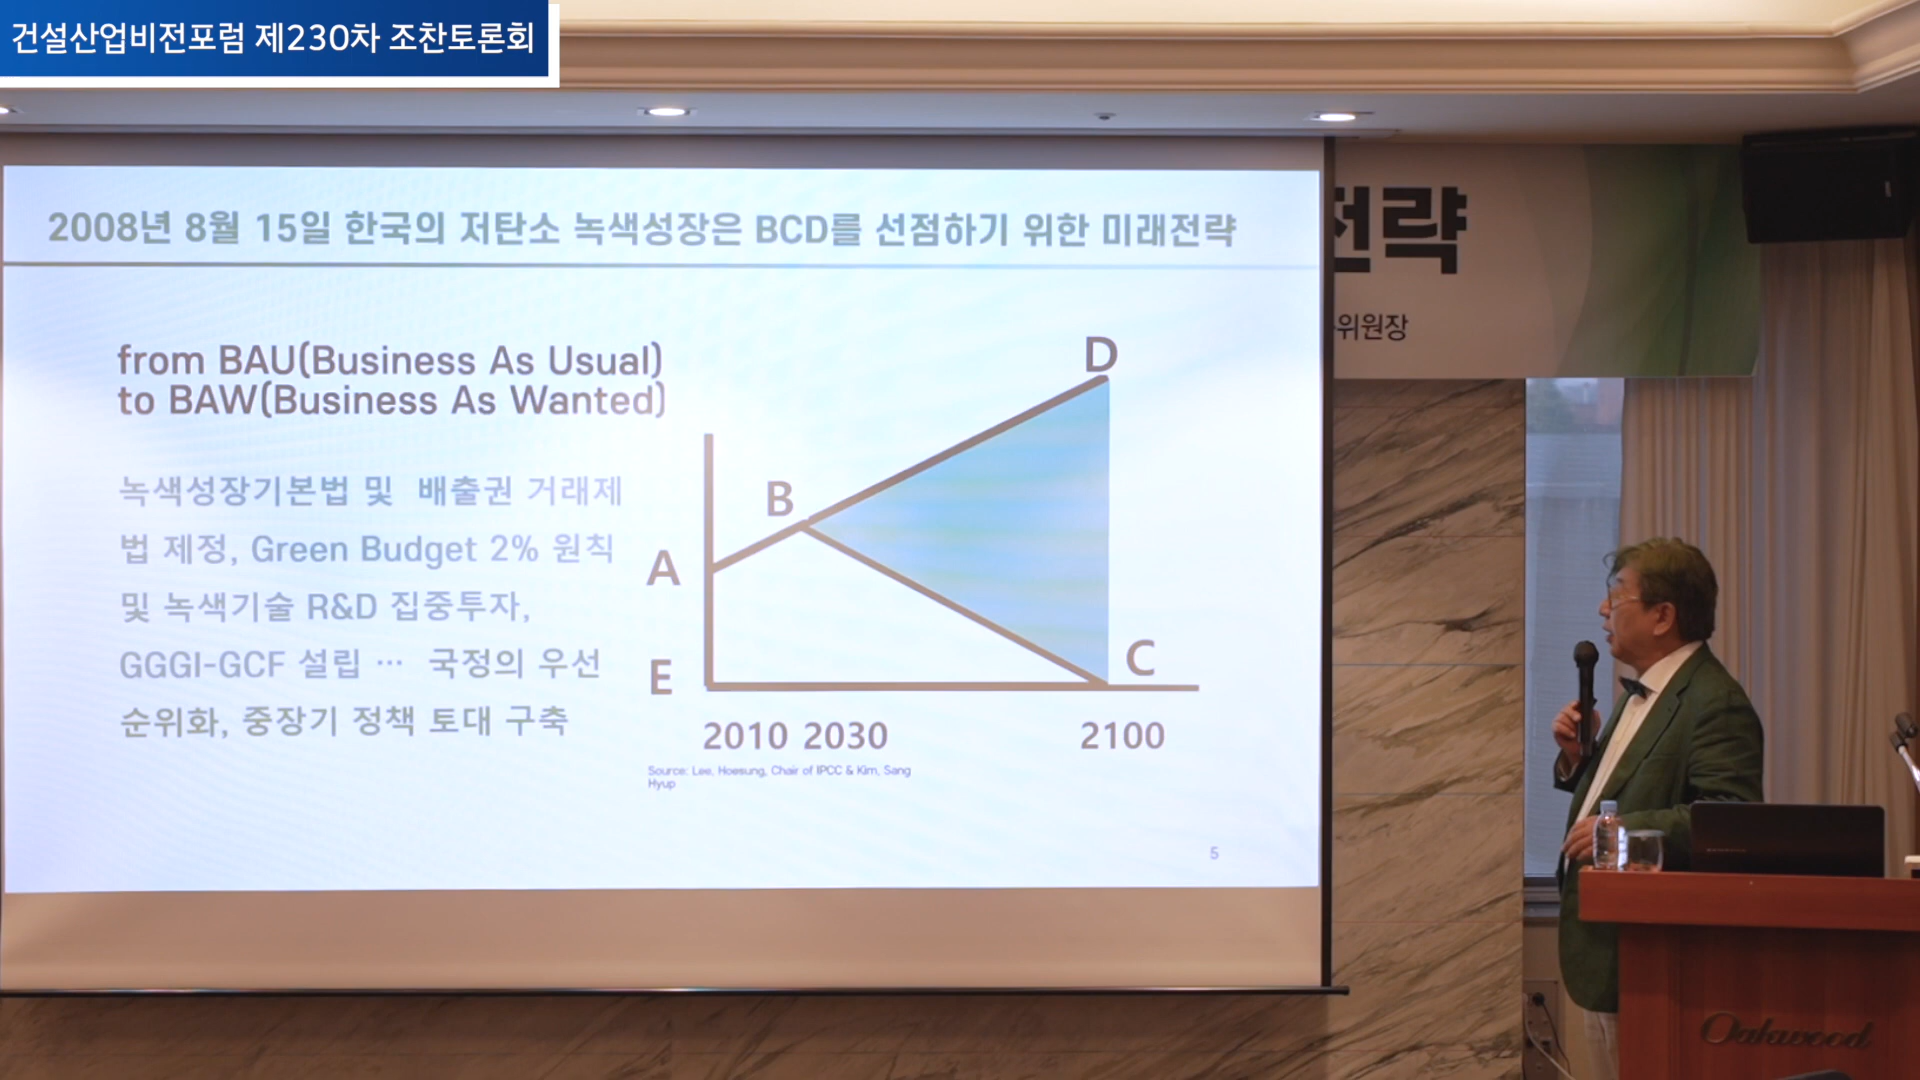 건설산업비전포럼 제230차 조찬토론회
2008년 8월 15일 한국의 저탄소 녹색성장은 BCD를 선점하기 위한 미래전략
from BAU(Business As Usual)
to BAW(Business As Wanted)
녹색성장기본법 및 배출권 거래제
법 제정, Green Budget 2% 원칙
및 녹색기술 R&D 집중투자,
GGGI-GCF 설립 … 국정의 우선
순위화, 중장기 정책 토대 구축
D
B
A
C
E
2010 2030 2100
Source: Lee, Hoesung, Chair of IPCC & Kim, Sang
Hyup
5
전략
위원장
Oakwood